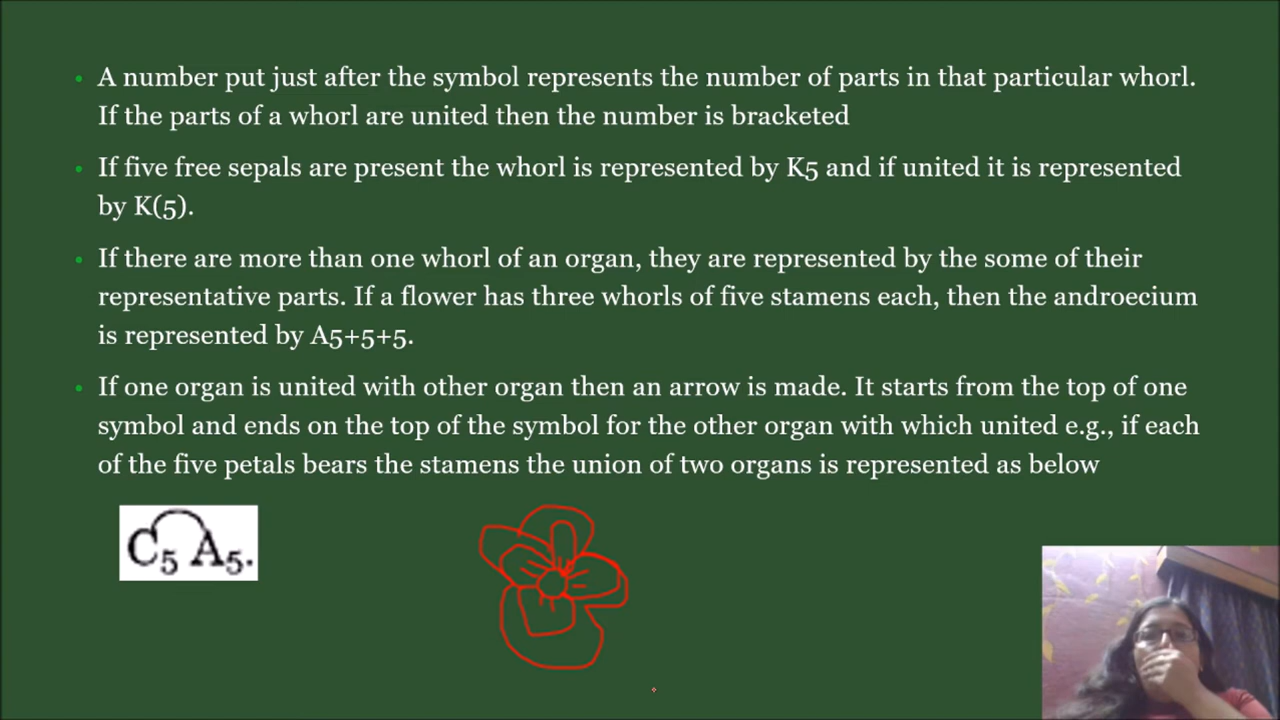 A number put just after the symbol represents the number of parts in that particular whorl.
If the parts of a whorl are united then the number is bracketed
If five free sepals are present the whorl is represented by K5 and if united it is represented
by K(5).
If there are more than one whorl of an organ, they are represented by the some of their
representative parts. If a flower has three whorls of five stamens each, then the androecium
is represented by A5+5+5.
If one organ is united with other organ then an arrow is made. It starts from the top of one
symbol and ends on the top of the symbol for the other organ with which united e.g., if each
of the five petals bears the stamens the union of two organs is represented as below
C5 A5.